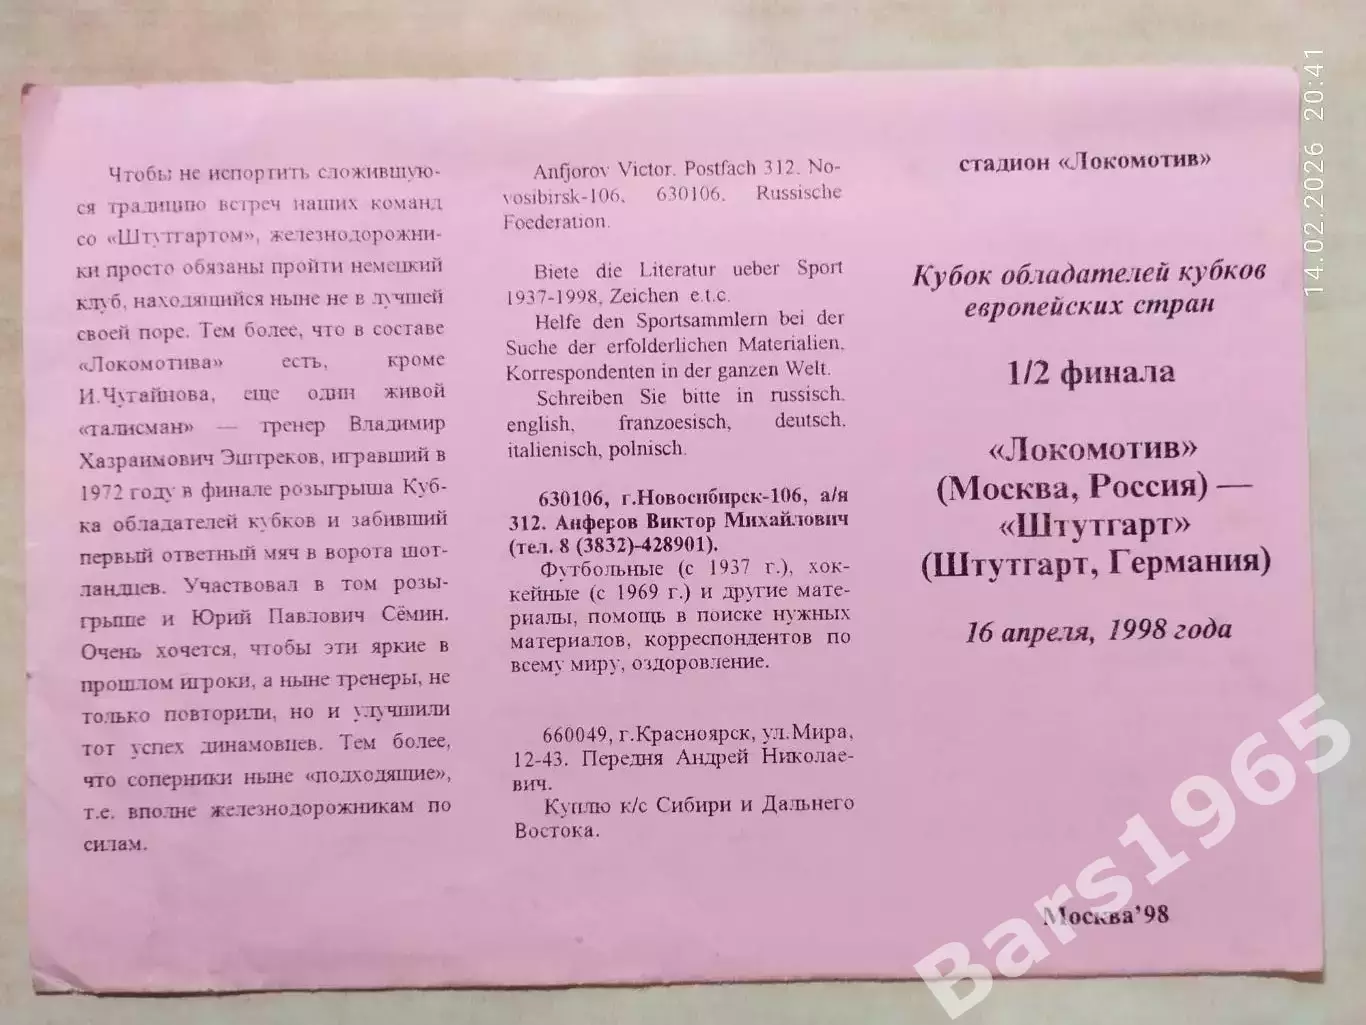 Чтобы не испортить сложившую-
ся традицию встреч наших команд
со «Штутгартом», железнодорожни-
ки просто обязаны пройти немецкий
клуб, находящийся ныне не в лучшей
своей поре. Тем более, что в составе
«Локомотива» есть, кроме
И.Чугайнова, еще один живой
«талисман» — тренер Владимир
Хазраимович Эштреков, игравший в
1972 году в финале розыгрыша Куб-
ка обладателей кубков и забивший
первый ответный мяч в ворота шот-
ландцев. Участвовал в том розы-
грыше и Юрий Павлович Сёмин.
Очень хочется, чтобы эти яркие в
прошлом игроки, а ныне тренеры, не
только повторили, но и улучшили
тот успех динамовцев. Тем более,
что соперники ныне «подходящие»,
т.е. вполне железнодорожникам по
силам.
Anfjorov Victor. Postfach 312. No-
vosibirsk-106, 630106, Russische
Foederation.
Biete die Literatur ueber Sport
1937-1998, Zeichen e.t.c.
Helfe den Sportsammlern bei der
Suche der erfolderlichen Materialien.
Korrespondenten in der ganzen Welt.
Schreiben Sie bitte in russisch,
english, franzoesisch, deutsch,
italienisch, polnisch.
630106, г.Новосибирск-106, а/я
312. Анферов Виктор Михайлович
(тел. 8 (3832)-428901).
Футбольные (с 1937 г.), хок-
кейные (с 1969 г.) и другие мате-
риалы, помощь в поиске нужных
материалов, корреспондентов по
всему миру, оздоровление.
660049, г.Красноярск, ул.Мира,
12-43. Передня Андрей Николае-
вич.
Куплю к/с Сибири и Дальнего
Востока.
стадион «Локомотив»
Кубок обладателей кубков
европейских стран
1/2 финала
«Локомотив»
(Москва, Россия) —
«Штутгарт»
(Штутгарт, Германия)
16 апреля, 1998 года
Москва'98
14.02.2026 20:41
Bars1965